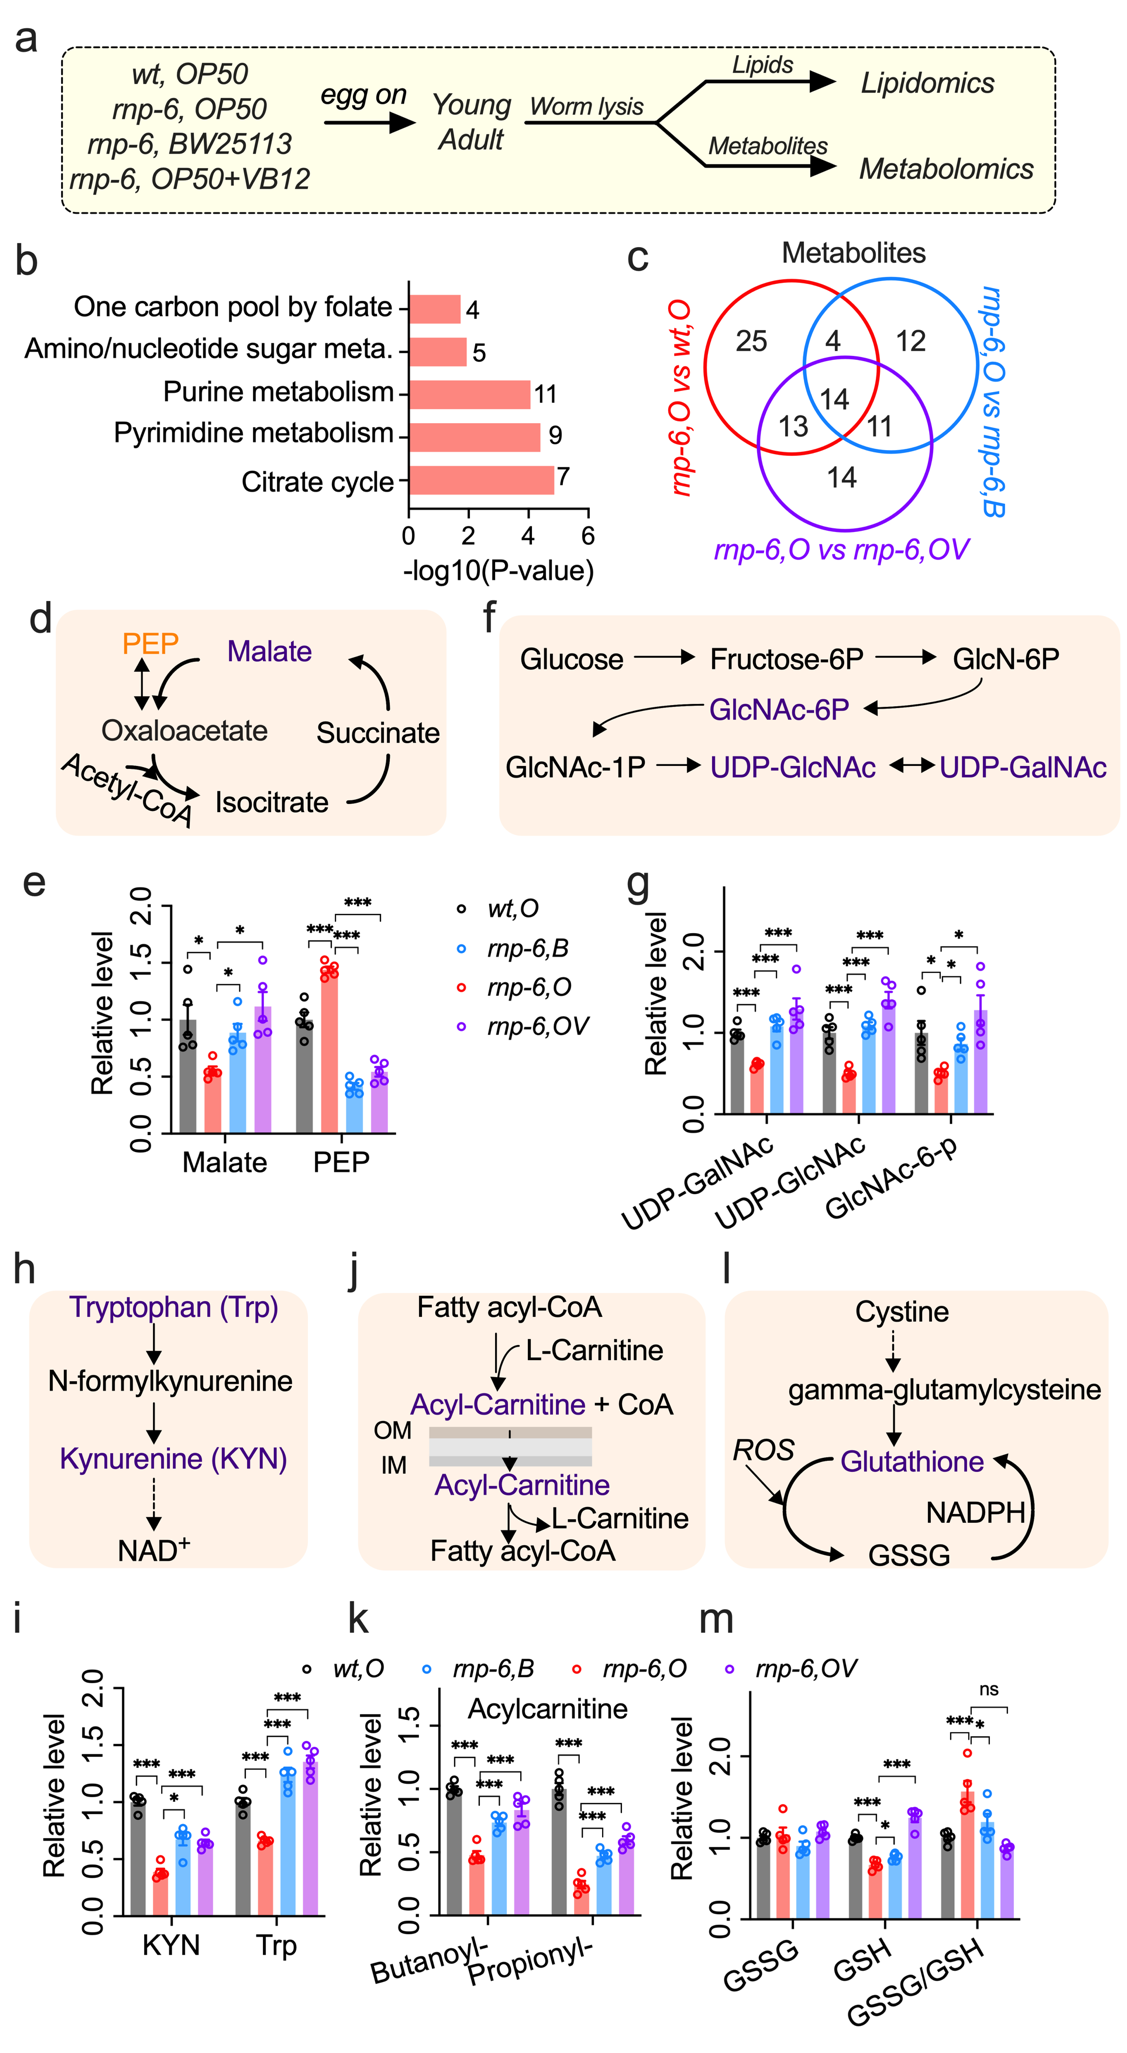 a
wt, OP50
rnp-6, OP50
rnp-6, BW25113
rnp-6, OP50+VB12
egg on
Young
Adult
Worm lysis
Lipids
Metabolites
Lipidomics
Metabolomics
b
One carbon pool by folate
4
Amino/nucleotide sugar meta.
5
Purine metabolism
11
Pyrimidine metabolism
9
Citrate cycle
7
0 2 4 6
-log10(P-value)
c
Metabolites
rnp-6,O vs wt,O
rnp-6,O vs rnp-6,B
25 4 12
14
13 11
14
rnp-6,O vs rnp-6,OV
d
PEP
Malate
Oxaloacetate
Succinate
Acetyl-CoA
Isocitrate
f
Glucose
Fructose-6P
GlcN-6P
GlcNAc-6P
GlcNAc-1P
UDP-GlcNAc
UDP-GalNAc
e
Relative level
2.0
1.5
1.0
0.5
0.0
* * *
*** *** ***
Malate
PEP
wt,O
rnp-6,B
rnp-6,O
rnp-6,OV
g
Relative level
2.0
1.0
0.0
*** *** ***
*** *** ***
* * *
UDP-GalNAc
UDP-GlcNAc
GlcNAc-6-p
h
Tryptophan (Trp)
N-formylkynurenine
Kynurenine (KYN)
NAD+
j
Fatty acyl-CoA
L-Carnitine
Acyl-Carnitine + CoA
OM
IM
Acyl-Carnitine
L-Carnitine
Fatty acyl-CoA
l
Cystine
gamma-glutamylcysteine
ROS
Glutathione
NADPH
GSSG
i
wt,O
rnp-6,B
rnp-6,O
rnp-6,OV
Relative level
2.0
1.5
1.0
0.5
0.0
*** * ***
*** *** ***
KYN
Trp
k
Acylcarnitine
Relative level
1.5
1.0
0.5
0.0
*** *** ***
*** *** ***
Butanoyl-
Propionyl-
m
Relative level
2.0
1.0
0.0
*** * ***
*** * ns
GSSG
GSH
GSSG/GSH